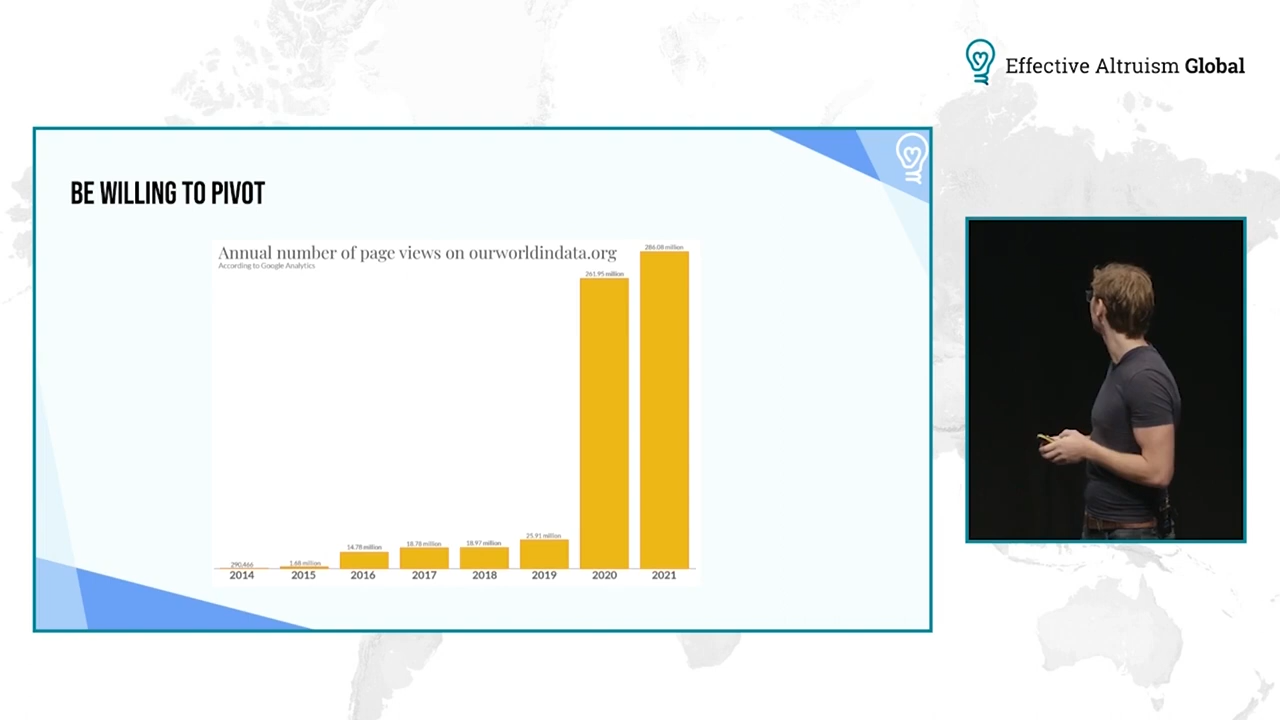 Effective Altruism Global
BE WILLING TO PIVOT
Annual number of page views on ourworldindata.org
According to Google Analytics
286.08 million
261.95 million
25.91 million
14.78 million
18.78 million
18.97 million
290,466
1.68 million
2014 2015 2016 2017 2018 2019 2020 2021